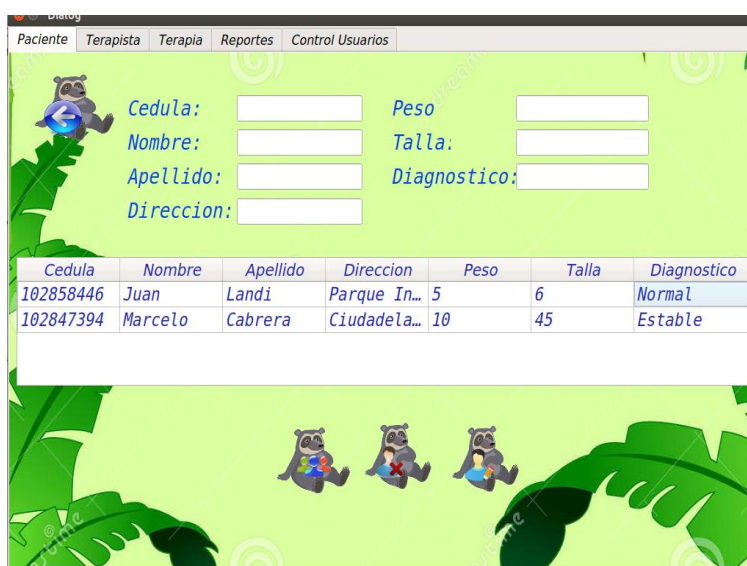 Dialog
Paciente Terapista Terapia Reportes Control Usuarios
Cedula: Peso
Nombre: Talla:
Apellido: Diagnostico:
Direccion:
Cedula Nombre Apellido Direccion Peso Talla Diagnostico
102858446 Juan Landi Parque In... 5 6 Normal
102847394 Marcelo Cabrera Ciudadela... 10 45 Estable